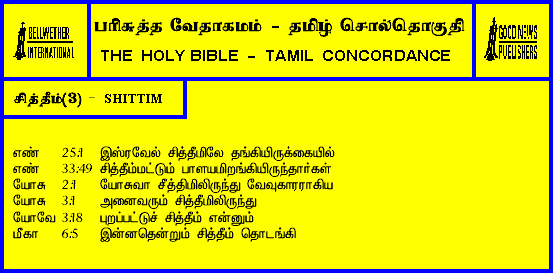 BELLWETHER
INTERNATIONAL
பரிசுத்த வேதாகமம் - தமிழ் சொல்தொகுதி
THE HOLY BIBLE - TAMIL CONCORDANCE
GOOD NEWS
PUBLISHERS
சித்தீம்(3) - SHITTIM
எண் 25:1 இஸ்ரவேல் சித்தீமிலே தங்கியிருக்கையில்
எண் 33:49 சித்தீம்மட்டும் பாளயமிறங்கியிருந்தார்கள்
யோசு 2:1 யோசுவா சீத்திமிலிருந்து வேவுகாரராகிய
யோசு 3:1 அனைவரும் சித்தீமிலிருந்து
யோவே 3:18 புறப்பட்டுச் சித்தீம் என்னும்
மீகா 6:5 இன்னதென்றும் சித்தீம் தொடங்கி